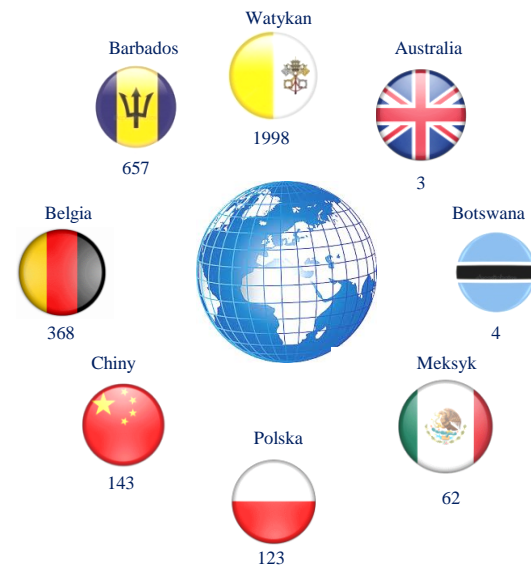 Watykan
1998
Barbados
657
Australia
3
Belgia
368
Botswana
4
Chiny
143
Meksyk
62
Polska
123